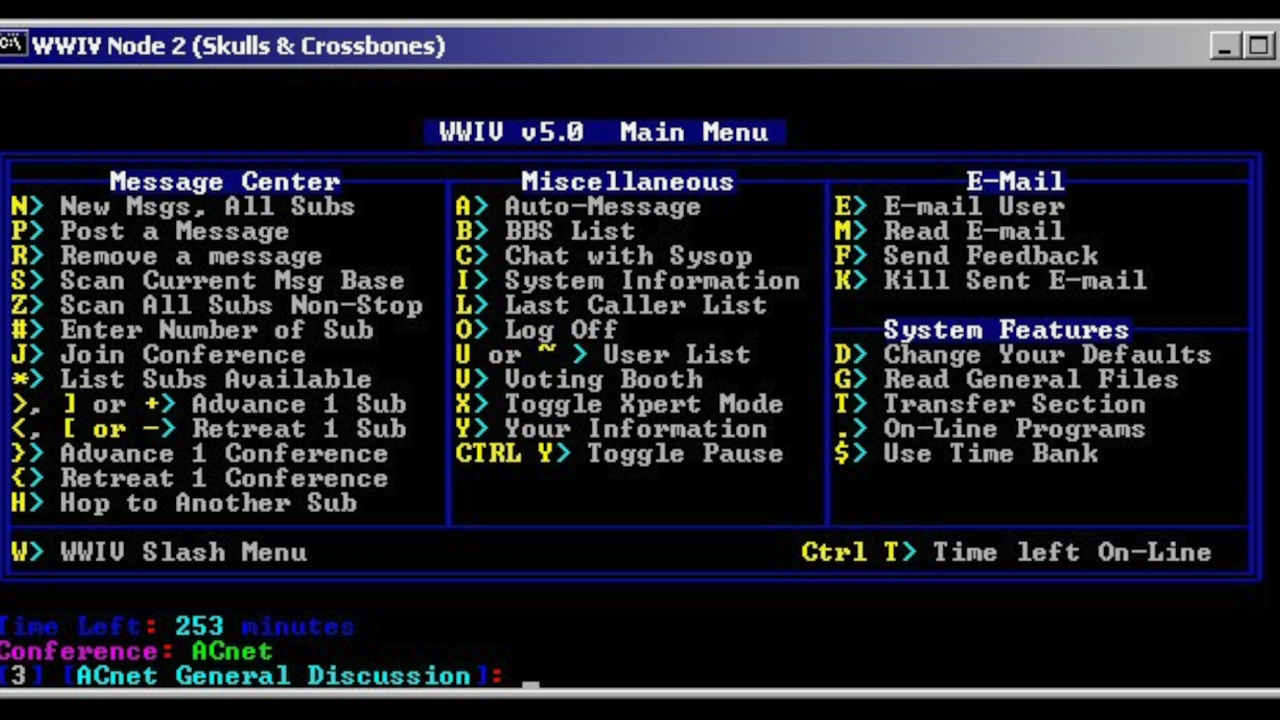 C:\ WWIV Node 2 (Skulls & Crossbones)
WWIV v5.0 Main Menu
Message Center
N> New Msgs, All Subs
P> Post a Message
R> Remove a message
S> Scan Current Msg Base
Z> Scan All Subs Non-Stop
#> Enter Number of Sub
J> Join Conference
*> List Subs Available
>, ] or +> Advance 1 Sub
<, [ or -> Retreat 1 Sub
}> Advance 1 Conference
{> Retreat 1 Conference
H> Hop to Another Sub
Miscellaneous
A> Auto-Message
B> BBS List
C> Chat with Sysop
I> System Information
L> Last Caller List
O> Log Off
U or ~ > User List
V> Voting Booth
X> Toggle Xpert Mode
Y> Your Information
CTRL Y> Toggle Pause
E-Mail
E> E-mail User
M> Read E-mail
F> Send Feedback
K> Kill Sent E-mail
System Features
D> Change Your Defaults
G> Read General Files
T> Transfer Section
.> On-Line Programs
$> Use Time Bank
W> WWIV Slash Menu
Ctrl T> Time left On-Line
Time Left: 253 minutes
Conference: ACnet
[3] [ACnet General Discussion]: _